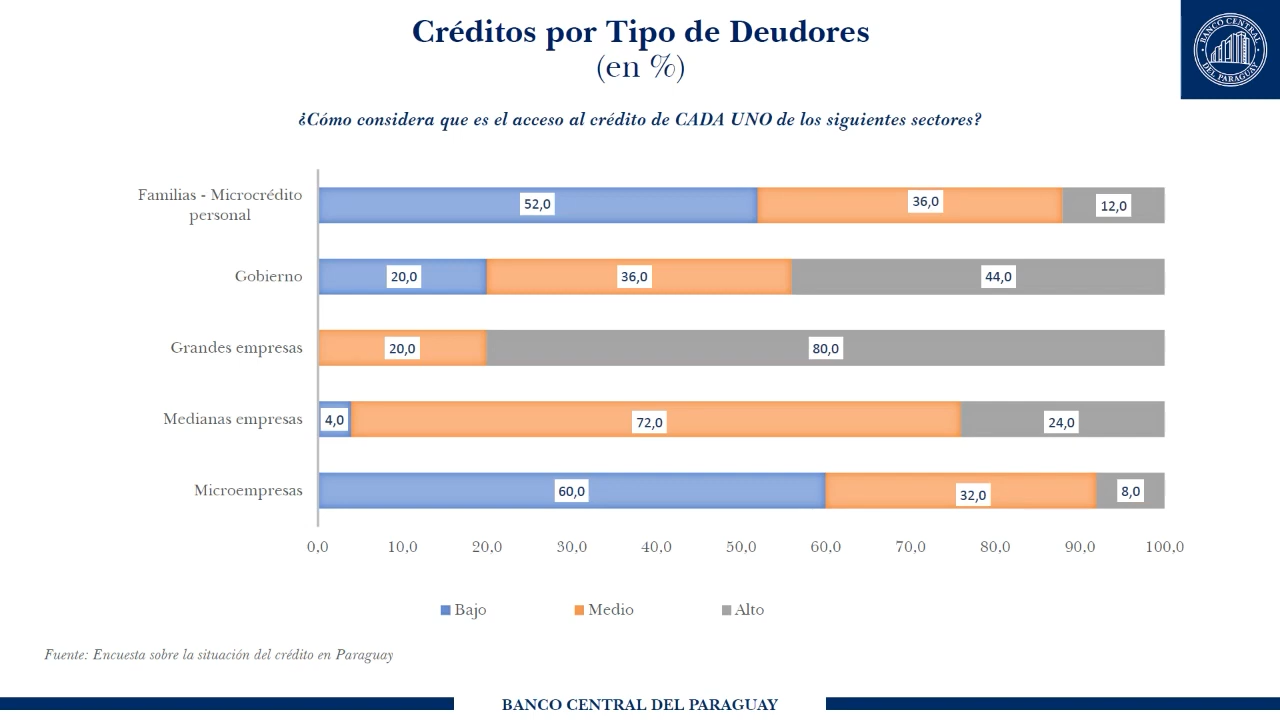 Créditos por Tipo de Deudores
(en %)
BANCO CENTRAL DEL PARAGUAY
¿Cómo considera que es el acceso al crédito de CADA UNO de los siguientes sectores?
Familias - Microcrédito
personal
52,0
36,0
12,0
Gobierno
20,0
36,0
44,0
Grandes empresas
20,0
80,0
Medianas empresas
4,0
72,0
24,0
Microempresas
60,0
32,0
8,0
0,0 10,0 20,0 30,0 40,0 50,0 60,0 70,0 80,0 90,0 100,0
Bajo Medio Alto
Fuente: Encuesta sobre la situación del crédito en Paraguay
BANCO CENTRAL DEL PARAGUAY